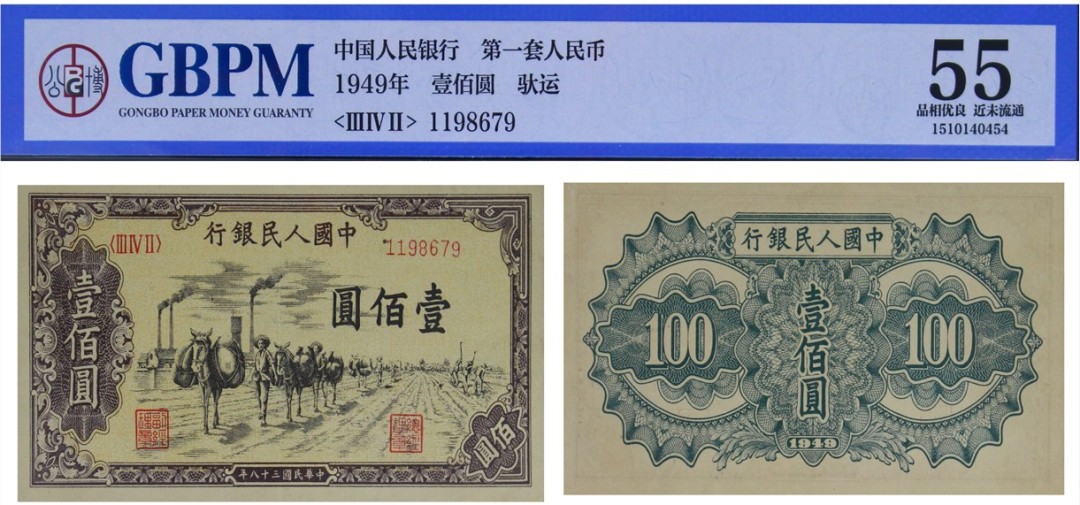 GBPM
GONGBO PAPER MONEY GUARANTY
公博
中国人民银行 第一套人民币
1949年 壹佰圆 驮运
<ⅢⅣⅡ> 1198679
55
品相优良 近未流通
1510140454
行銀民人國中
〈ⅢⅣⅡ〉
1198679
圓佰壹
壹佰圓
佰圓
年八十三國民華中
行銀民人國中
100
壹佰圓
100
1949